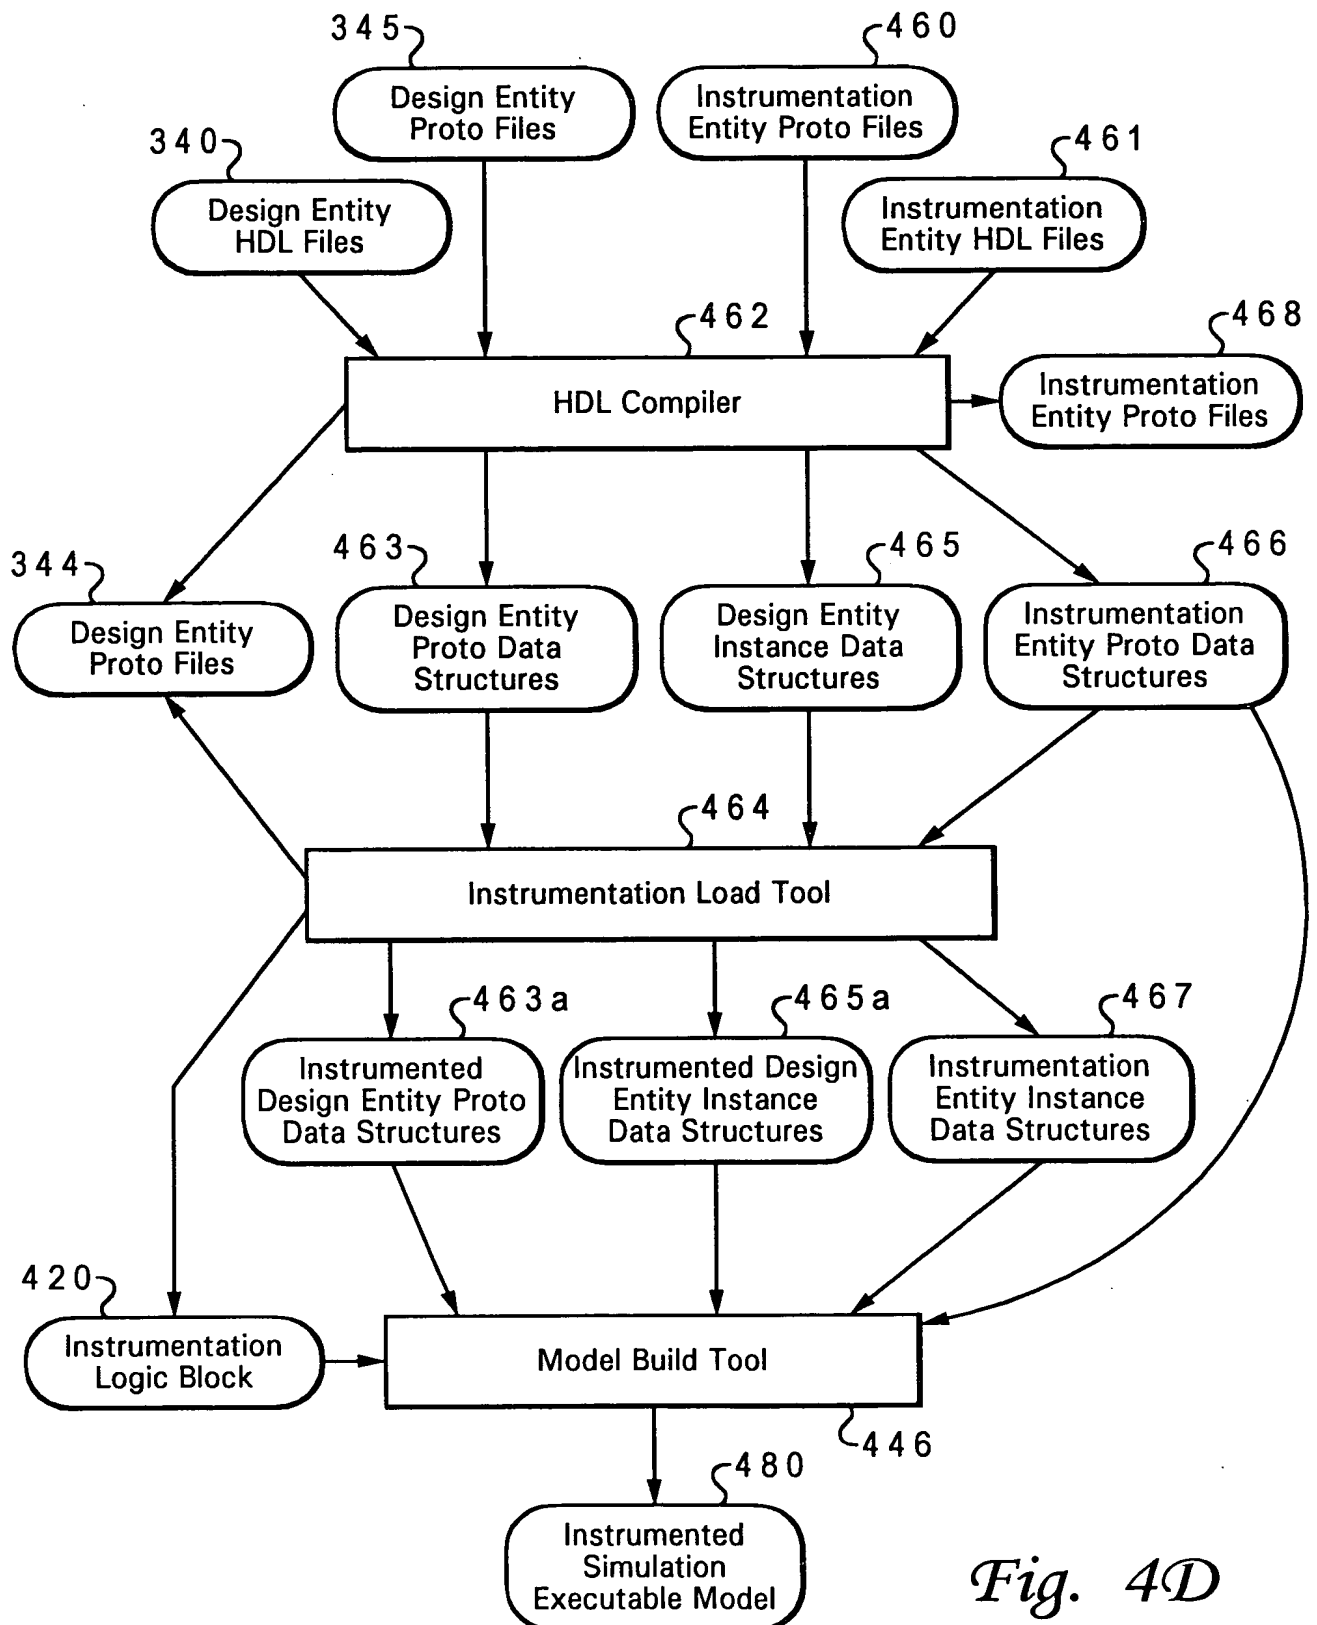 345
460
Design Entity
Proto Files
Instrumentation
Entity Proto Files
340
461
Design Entity
HDL Files
Instrumentation
Entity HDL Files
462
468
HDL Compiler
Instrumentation
Entity Proto Files
344
463
465
466
Design Entity
Proto Files
Design Entity
Proto Data
Structures
Design Entity
Instance Data
Structures
Instrumentation
Entity Proto Data
Structures
464
Instrumentation Load Tool
463a
465a
467
Instrumented
Design Entity Proto
Data Structures
Instrumented Design
Entity Instance
Data Structures
Instrumentation
Entity Instance
Data Structures
420
Instrumentation
Logic Block
Model Build Tool
446
480
Instrumented
Simulation
Executable Model
Fig. 4D